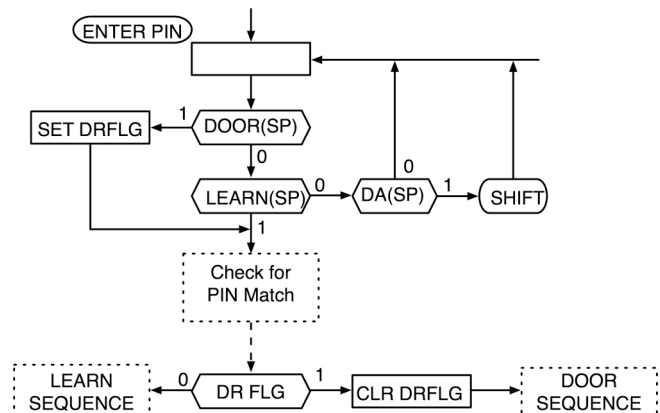 ENTER PIN
1
SET DRFLG
DOOR(SP)
0
0
LEARN(SP)
0
DA(SP)
1
SHIFT
1
Check for
PIN Match
LEARN
SEQUENCE
0
DR FLG
1
CLR DRFLG
DOOR
SEQUENCE